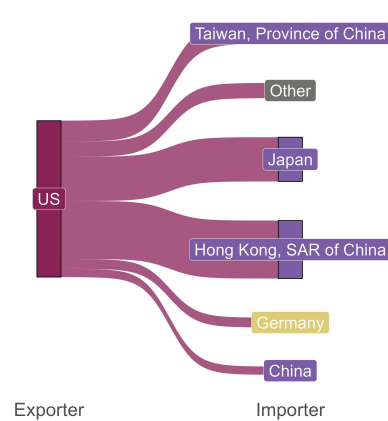 Taiwan, Province of China
Other
Japan
US
Hong Kong, SAR of China
Germany
China
Exporter
Importer